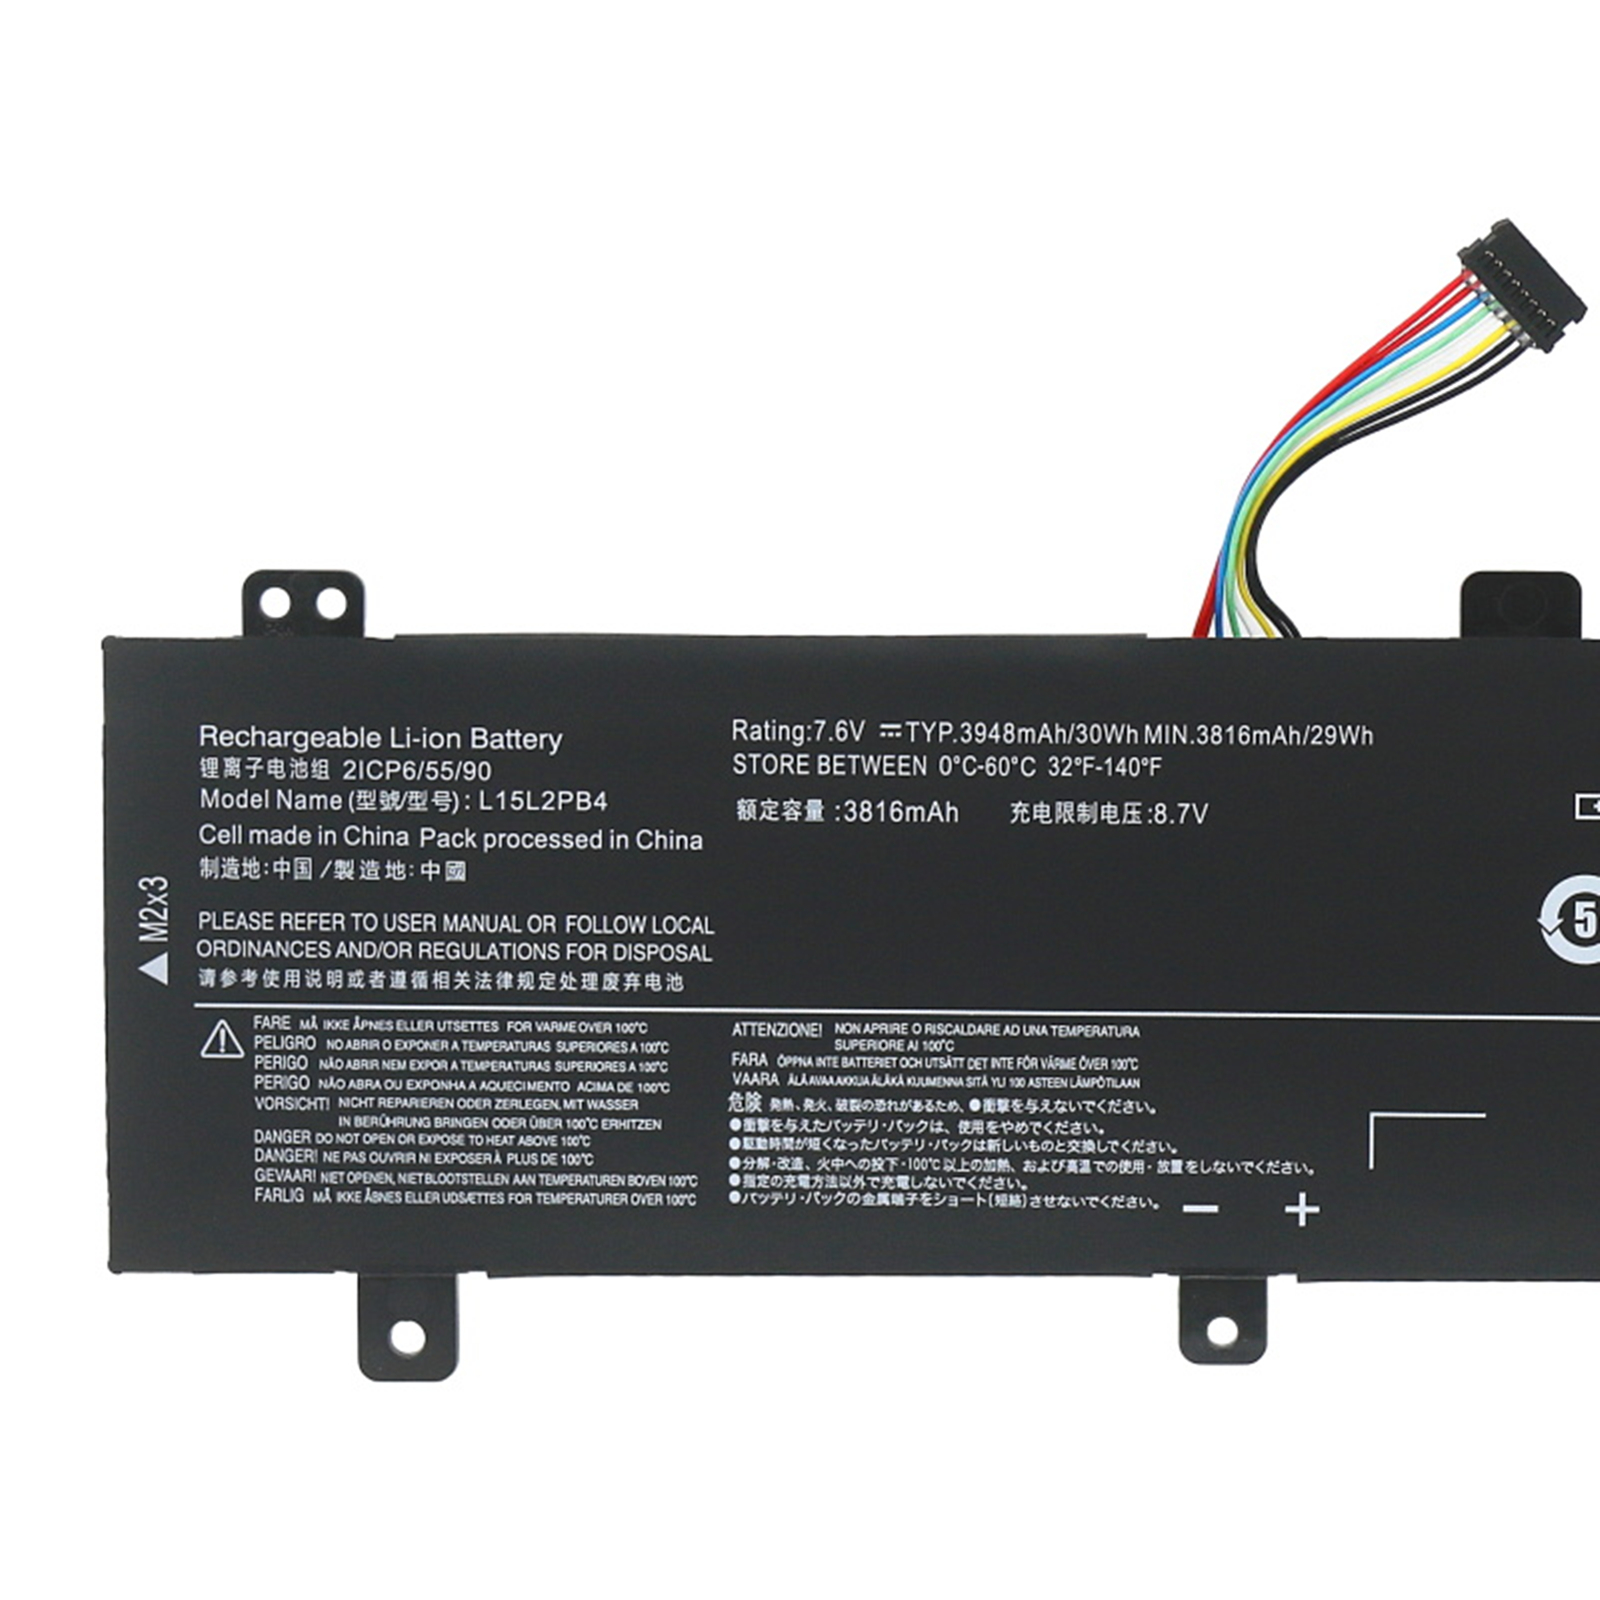 Rechargeable Li-ion Battery
锂离子电池组 2ICP6/55/90
Model Name (型號/型号) : L15L2PB4
Cell made in China Pack processed in China
制造地:中国 /製造地:中國
M2x3
PLEASE REFER TO USER MANUAL OR FOLLOW LOCAL
ORDINANCES AND/OR REGULATIONS FOR DISPOSAL
请参考使用说明或者遵循相关法律规定处理废弃电池
Rating:7.6V ⎓TYP.3948mAh/30Wh MIN.3816mAh/29Wh
STORE BETWEEN 0°C-60°C 32°F-140°F
额定容量 :3816mAh 充电限制电压:8.7V
5
FARE MÅ IKKE ÅPNES ELLER UTSETTES FOR VARME OVER 100°C
PELIGRO NO ABRIR O EXPONER A TEMPERATURAS SUPERIORES A 100°C
PERIGO NÃO ABRIR NEM EXPOR A TEMPERATURAS SUPERIORES A 100°C
PERIGO NÃO ABRA OU EXPONHA A AQUECIMENTO ACIMA DE 100°C
VORSICHT! NICHT REPARIEREN ODER ZERLEGEN, MIT WASSER
IN BERÜHRUNG BRINGEN ODER ÜBER 100°C ERHITZEN
DANGER DO NOT OPEN OR EXPOSE TO HEAT ABOVE 100°C
DANGER! NE PAS OUVRIR NI EXPOSER À PLUS DE 100°C
GEVAAR! NIET OPENEN, NIET BLOOTSTELLEN AAN TEMPERATUREN BOVEN 100°C
FARLIG MÅ IKKE ÅBNES ELLER UDSÆTTES FOR TEMPERATURER OVER 100°C
ATTENZIONE! NON APRIRE O RISCALDARE AD UNA TEMPERATURA
SUPERIORE AI 100°C
FARA ÖPPNA INTE BATTERIET OCH UTSÄTT DET INTE FÖR VÄRME ÖVER 100°C
VAARA ÄLÄ AVAA AKKUA ÄLÄKÄ KUUMENNA SITÄ YLI 100 ASTEEN LÄMPÖTILAAN
危険 発熱、発火、破裂の恐れがあるため、●衝撃を与えないでください。
●衝撃を与えたバッテリ・パックは、使用をやめてください。
●駆動時間が短くなったバッテリ・パックは新しいものと交換してください。
●分解・改造、火中への投下・100°C以上の加熱、および高温での使用・放置をしないでください。
●指定の充電方法以外で充電しないでください。
●バッテリ・パックの金属端子をショート(短絡)させないでください。
− +